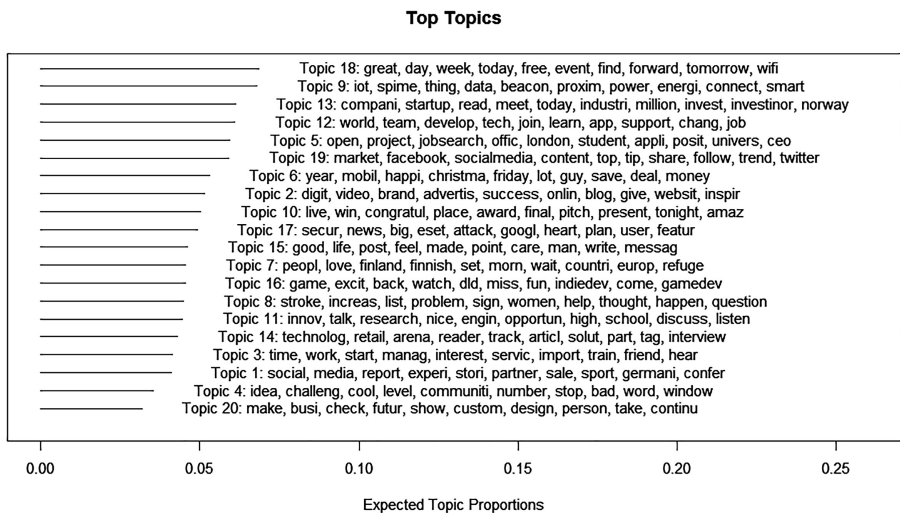 Top Topics
Topic 18: great, day, week, today, free, event, find, forward, tomorrow, wifi
Topic 9: iot, spime, thing, data, beacon, proxim, power, energi, connect, smart
Topic 13: compani, startup, read, meet, today, industri, million, invest, investinor, norway
Topic 12: world, team, develop, tech, join, learn, app, support, chang, job
Topic 5: open, project, jobsearch, offic, london, student, appli, posit, univers, ceo
Topic 19: market, facebook, socialmedia, content, top, tip, share, follow, trend, twitter
Topic 6: year, mobil, happi, christma, friday, lot, guy, save, deal, money
Topic 2: digit, video, brand, advertis, success, onlin, blog, give, websit, inspir
Topic 10: live, win, congratul, place, award, final, pitch, present, tonight, amaz
Topic 17: secur, news, big, eset, attack, googl, heart, plan, user, featur
Topic 15: good, life, post, feel, made, point, care, man, write, messag
Topic 7: peopl, love, finland, finnish, set, morn, wait, countri, europ, refuge
Topic 16: game, excit, back, watch, dld, miss, fun, indiedev, come, gamedev
Topic 8: stroke, increas, list, problem, sign, women, help, thought, happen, question
Topic 11: innov, talk, research, nice, engin, opportun, high, school, discuss, listen
Topic 14: technolog, retail, arena, reader, track, articl, solut, part, tag, interview
Topic 3: time, work, start, manag, interest, servic, import, train, friend, hear
Topic 1: social, media, report, experi, stori, partner, sale, sport, germani, confer
Topic 4: idea, challeng, cool, level, communiti, number, stop, bad, word, window
Topic 20: make, busi, check, futur, show, custom, design, person, take, continu
0.00 0.05 0.10 0.15 0.20 0.25
Expected Topic Proportions